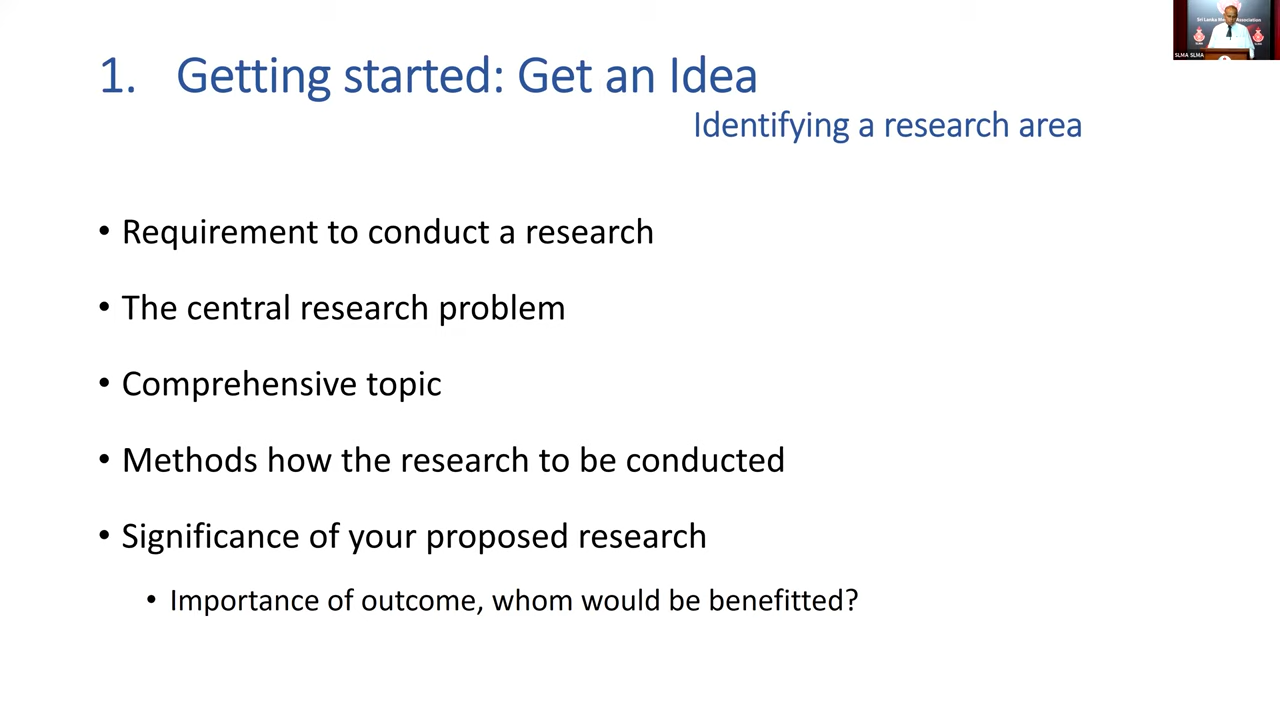 1. Getting started: Get an Idea
Identifying a research area
• Requirement to conduct a research
• The central research problem
• Comprehensive topic
• Methods how the research to be conducted
• Significance of your proposed research
• Importance of outcome, whom would be benefitted?
SLMA SLMA